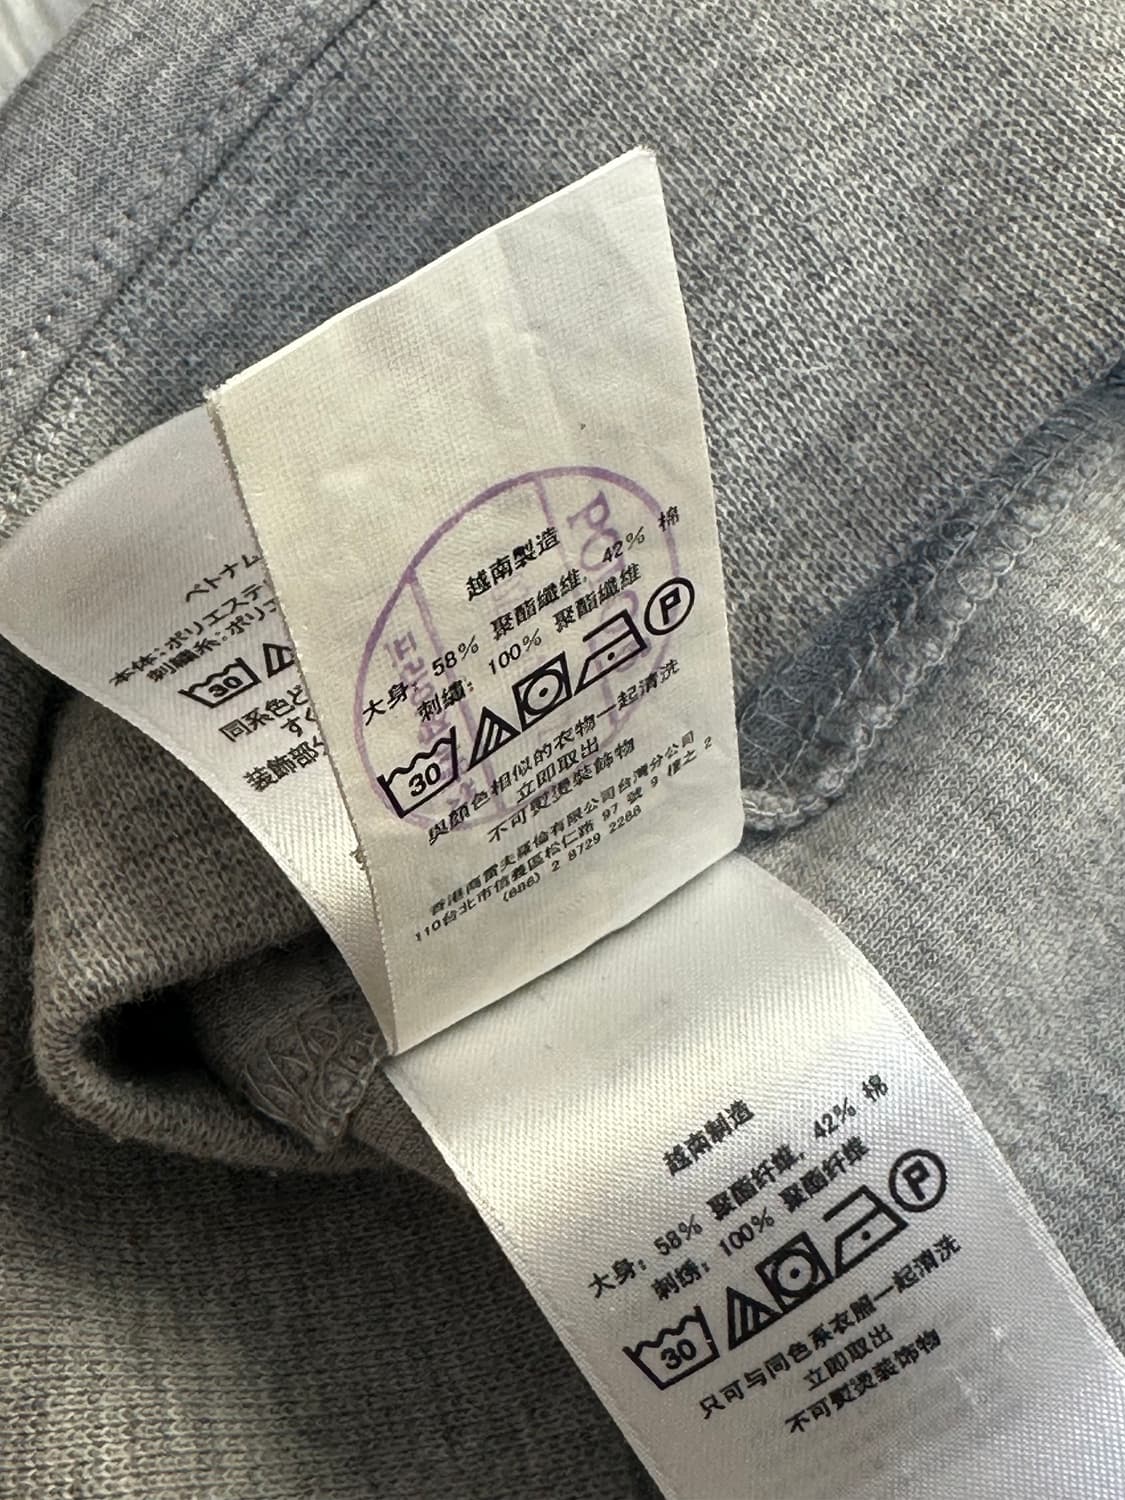 ベトナム
本体:ポリエステ
刺繍糸:ポリエ
30
同系色と
すぐ
装飾部分
越南製造
大身: 58% 聚酯纖維, 42% 棉
刺繡: 100% 聚酯纖維
30 P
與顏色相似的衣物一起清洗
立即取出
不可熨燙裝飾物
香港商雷夫羅倫有限公司台灣分公司
110台北市信義區松仁路 97 號 9 樓之 2
(886) 2 8729 2288
越南制造
大身: 58% 聚酯纤维, 42% 棉
刺绣: 100% 聚酯纤维
30 P
只可与同色系衣服一起清洗
立即取出
不可熨烫装饰物